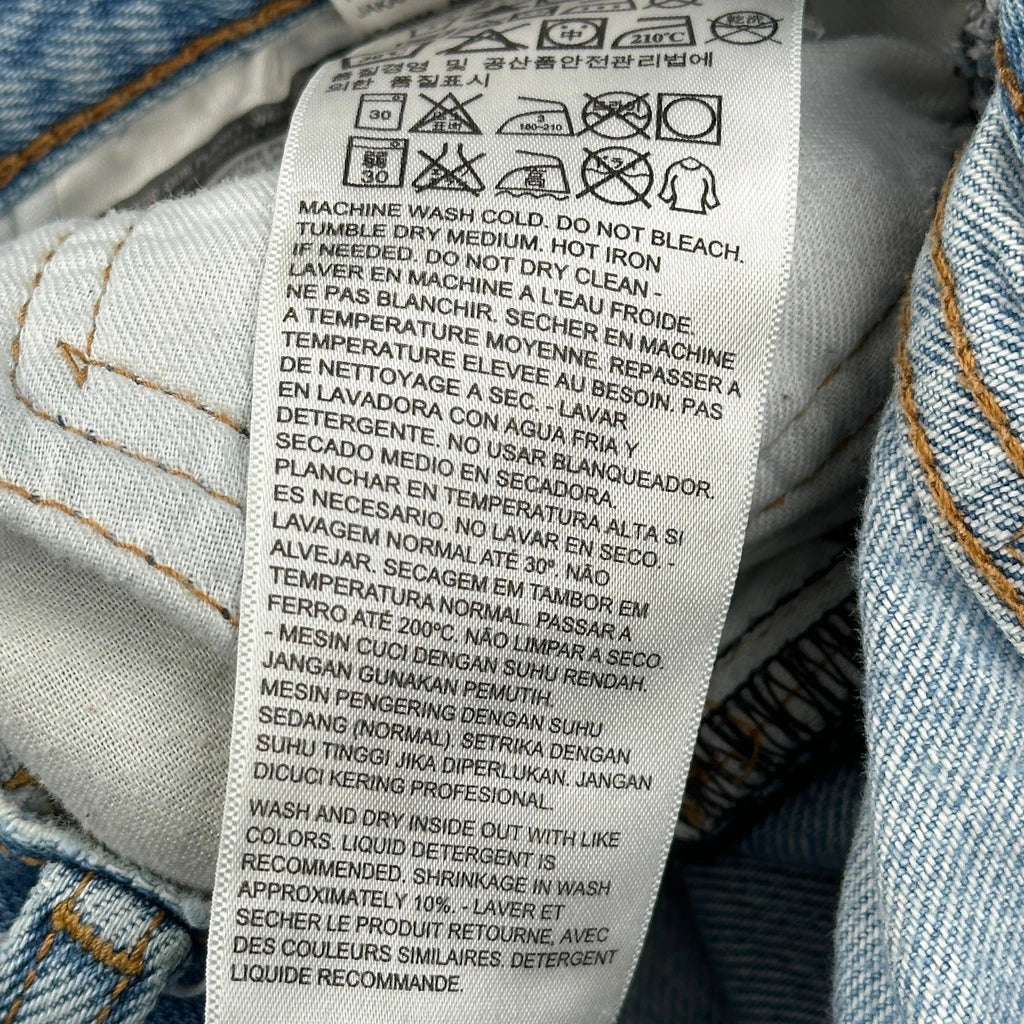 中
210°C
품질경영 및 공산품안전관리법에
의한 품질표시
30
3
180~210
30
MACHINE WASH COLD. DO NOT BLEACH.
TUMBLE DRY MEDIUM. HOT IRON
IF NEEDED. DO NOT DRY CLEAN -
LAVER EN MACHINE A L'EAU FROIDE.
NE PAS BLANCHIR. SECHER EN MACHINE
A TEMPERATURE MOYENNE. REPASSER A
TEMPERATURE ELEVEE AU BESOIN. PAS
DE NETTOYAGE A SEC. - LAVAR
EN LAVADORA CON AGUA FRIA Y
DETERGENTE. NO USAR BLANQUEADOR.
SECADO MEDIO EN SECADORA.
PLANCHAR EN TEMPERATURA ALTA SI
ES NECESARIO. NO LAVAR EN SECO. -
LAVAGEM NORMAL ATÉ 30º. NÃO
ALVEJAR. SECAGEM EM TAMBOR EM
TEMPERATURA NORMAL. PASSAR A
FERRO ATÉ 200ºC. NÃO LIMPAR A SECO.
- MESIN CUCI DENGAN SUHU RENDAH.
JANGAN GUNAKAN PEMUTIH.
MESIN PENGERING DENGAN SUHU
SEDANG (NORMAL). SETRIKA DENGAN
SUHU TINGGI JIKA DIPERLUKAN. JANGAN
DICUCI KERING PROFESIONAL.
WASH AND DRY INSIDE OUT WITH LIKE
COLORS. LIQUID DETERGENT IS
RECOMMENDED. SHRINKAGE IN WASH
APPROXIMATELY 10%. - LAVER ET
SECHER LE PRODUIT RETOURNE, AVEC
DES COULEURS SIMILAIRES. DETERGENT
LIQUIDE RECOMMANDE.